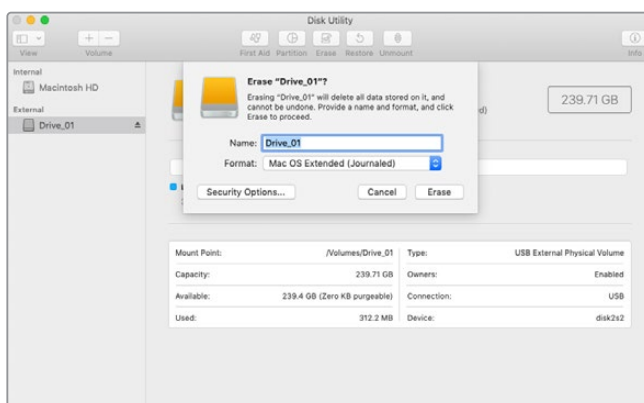 Disk Utility
View
Volume
First Aid
Partition
Erase
Restore
Unmount
Info
Internal
Macintosh HD
External
Drive_01
Erase “Drive_01”?
Erasing “Drive_01” will delete all data stored on it, and
cannot be undone. Provide a name and format, and click
Erase to proceed.
Name: Drive_01
Format: Mac OS Extended (Journaled)
Security Options...
Cancel
Erase
239.71 GB
Mount Point: /Volumes/Drive_01
Type: USB External Physical Volume
Capacity: 239.71 GB
Owners: Enabled
Available: 239.4 GB (Zero KB purgeable)
Connection: USB
Used: 312.2 MB
Device: disk2s2